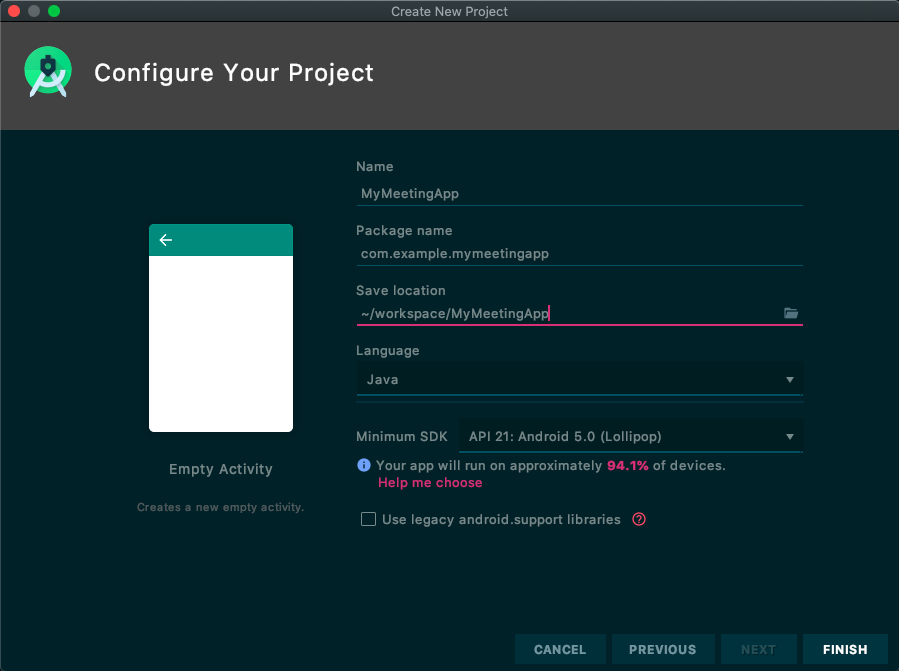 Create New Project
Configure Your Project
Name
MyMeetingApp
Package name
com.example.mymeetingapp
Save location
~/workspace/MyMeetingApp
Language
Java
Minimum SDK API 21: Android 5.0 (Lollipop)
Your app will run on approximately 94.1% of devices.
Help me choose
Use legacy android.support libraries
Empty Activity
Creates a new empty activity.
CANCEL PREVIOUS NEXT FINISH